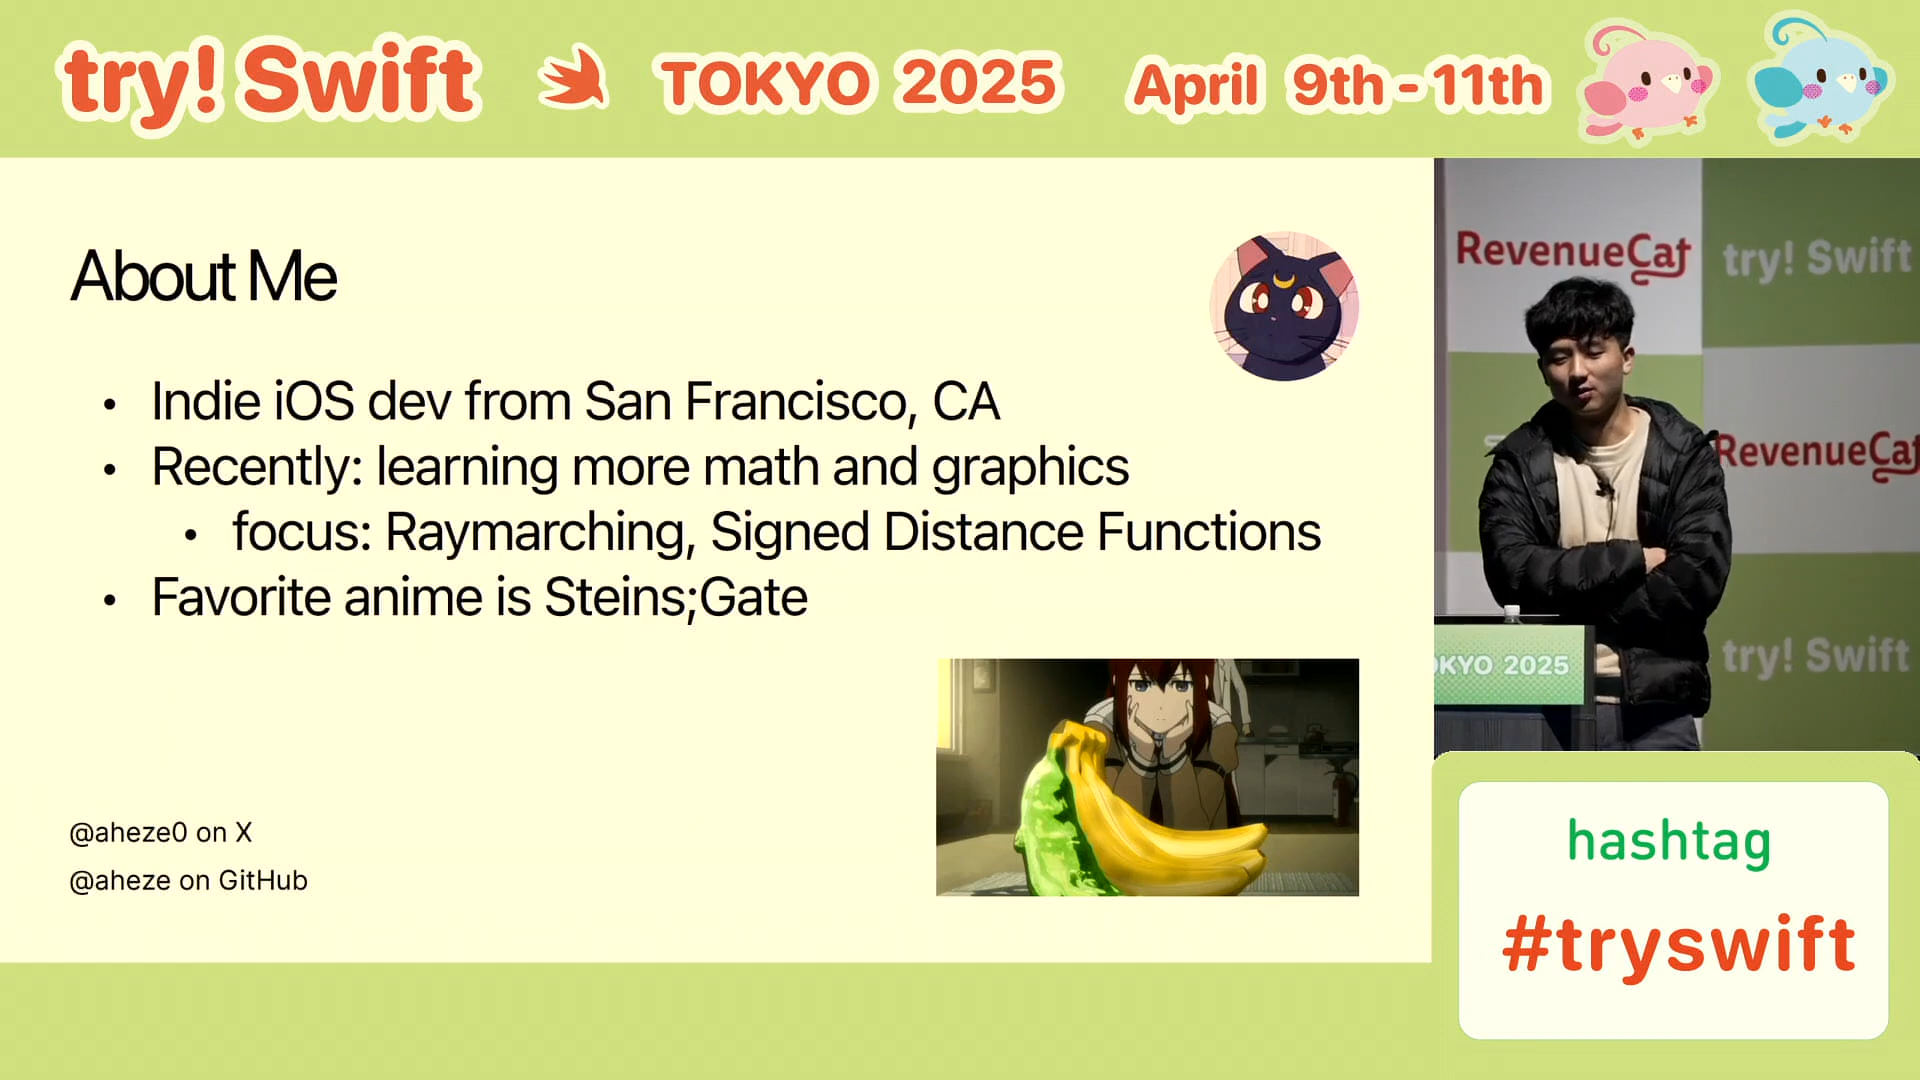 try! Swift TOKYO 2025 April 9th - 11th
About Me
• Indie iOS dev from San Francisco, CA
• Recently: learning more math and graphics
• focus: Raymarching, Signed Distance Functions
• Favorite anime is Steins;Gate
@aheze0 on X
@aheze on GitHub
RevenueCat
try! Swift
RevenueCat
KYO 2025
try! Swift
hashtag
#tryswift